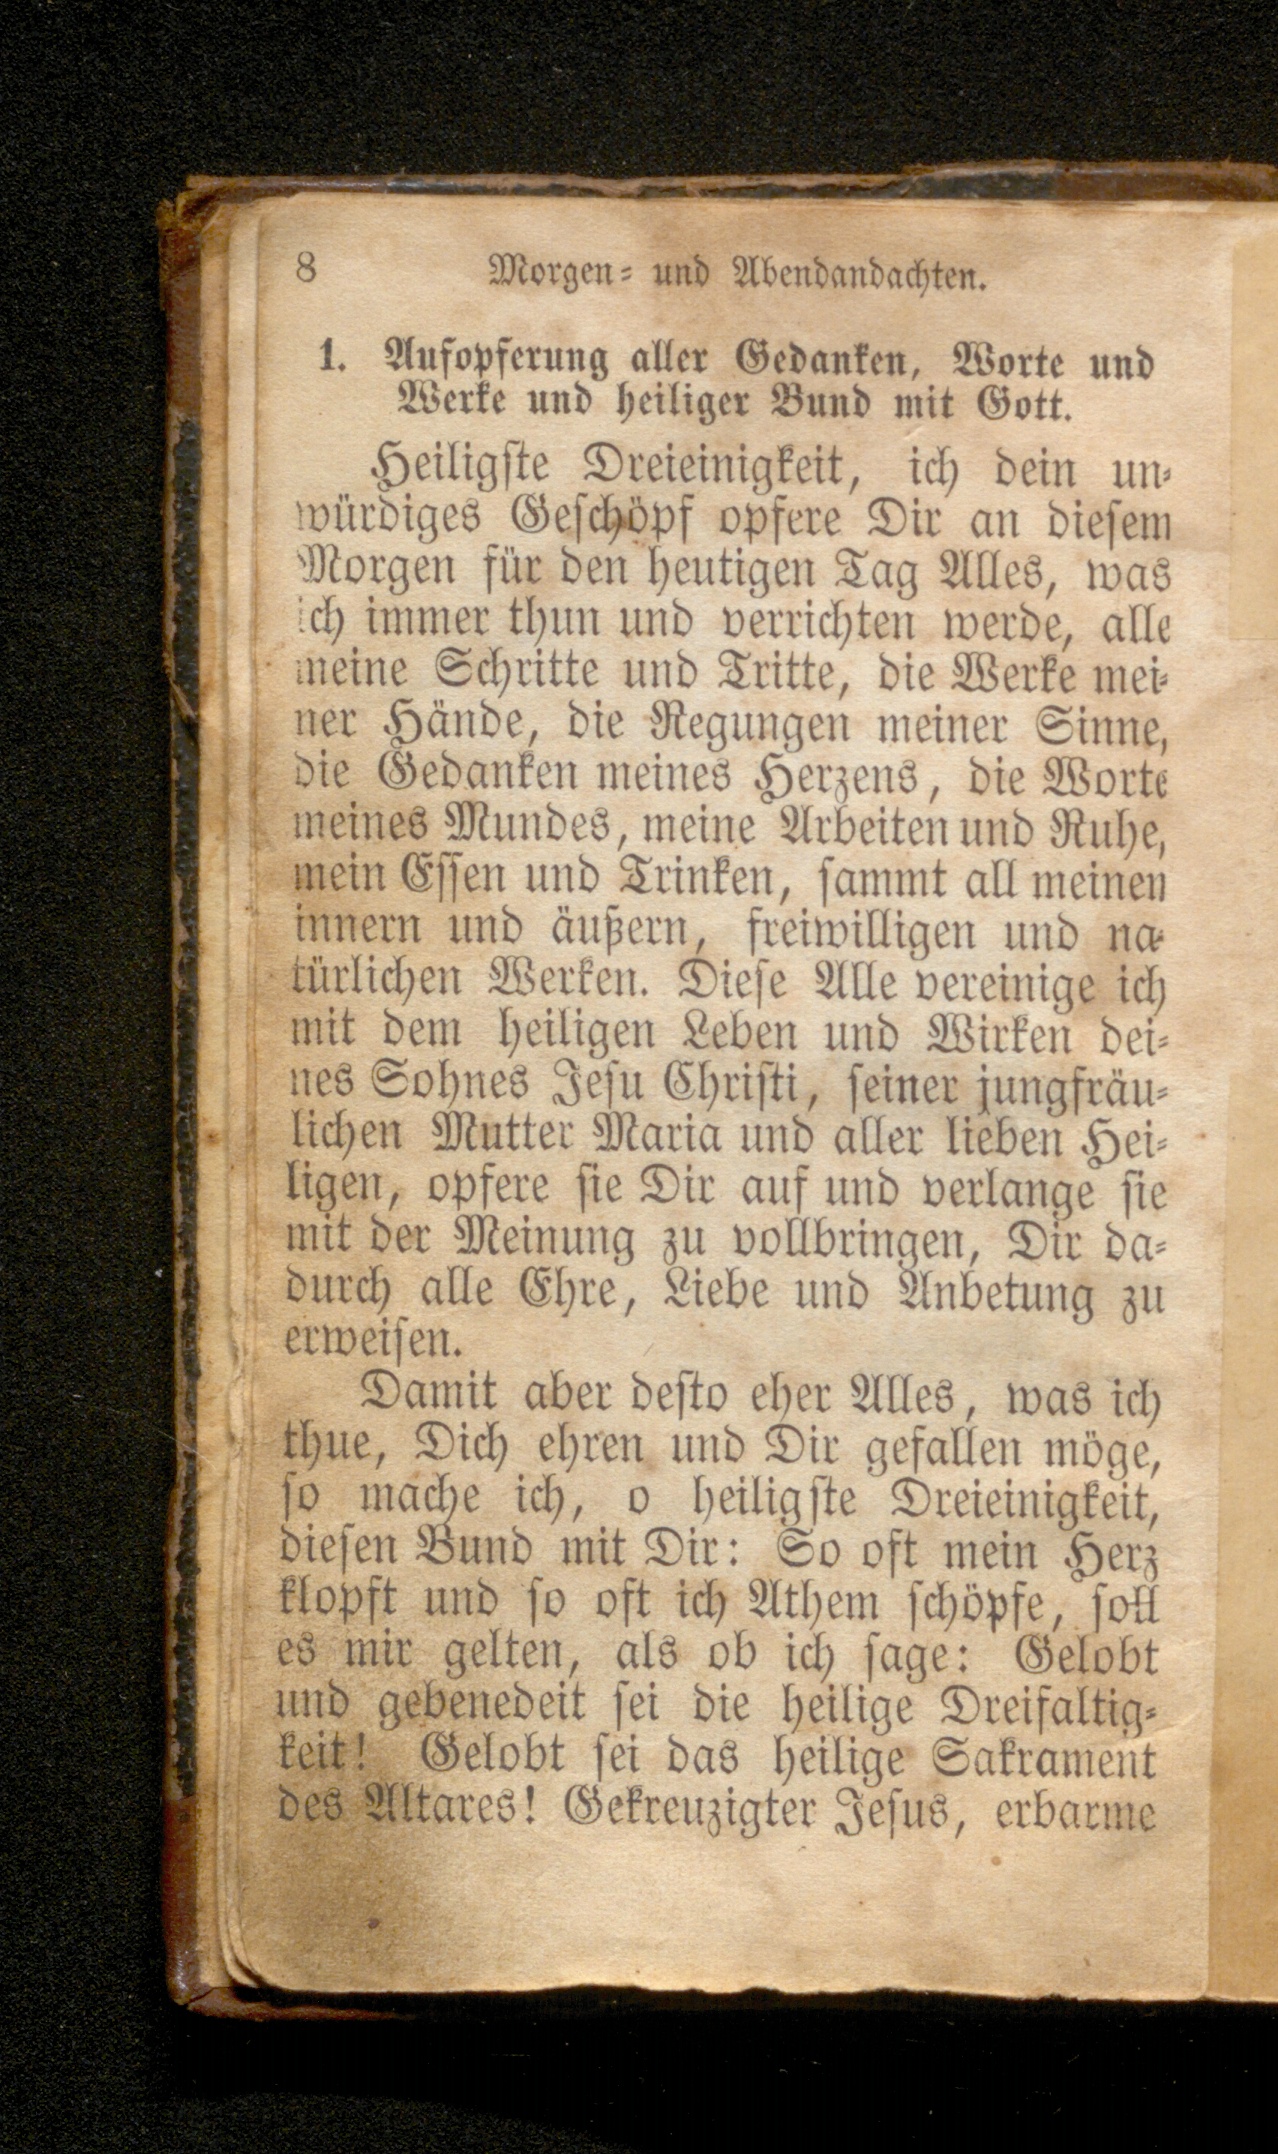 8 Morgen- und Abendandachten.
1. Aufopferung aller Gedanken, Worte und
Werke und heiliger Bund mit Gott.
Heiligste Dreieinigkeit, ich dein un-
würdiges Geschöpf opfere Dir an diesem
Morgen für den heutigen Tag Alles, was
ich immer thun und verrichten werde, alle
meine Schritte und Tritte, die Werke mei-
ner Hände, die Regungen meiner Sinne,
die Gedanken meines Herzens, die Worte
meines Mundes, meine Arbeiten und Ruhe,
mein Essen und Trinken, sammt all meinen
innern und äußern, freiwilligen und na-
türlichen Werken. Diese Alle vereinige ich
mit dem heiligen Leben und Wirken dei-
nes Sohnes Jesu Christi, seiner jungfräu-
lichen Mutter Maria und aller lieben Hei-
ligen, opfere sie Dir auf und verlange sie
mit der Meinung zu vollbringen, Dir da-
durch alle Ehre, Liebe und Anbetung zu
erweisen.
Damit aber desto eher Alles, was ich
thue, Dich ehren und Dir gefallen möge,
so mache ich, o heiligste Dreieinigkeit,
diesen Bund mit Dir: So oft mein Herz
klopft und so oft ich Athem schöpfe, soll
es mir gelten, als ob ich sage: Gelobt
und gebenedeit sei die heilige Dreifaltig-
keit! Gelobt sei das heilige Sakrament
des Altares! Gekreuzigter Jesus, erbarme